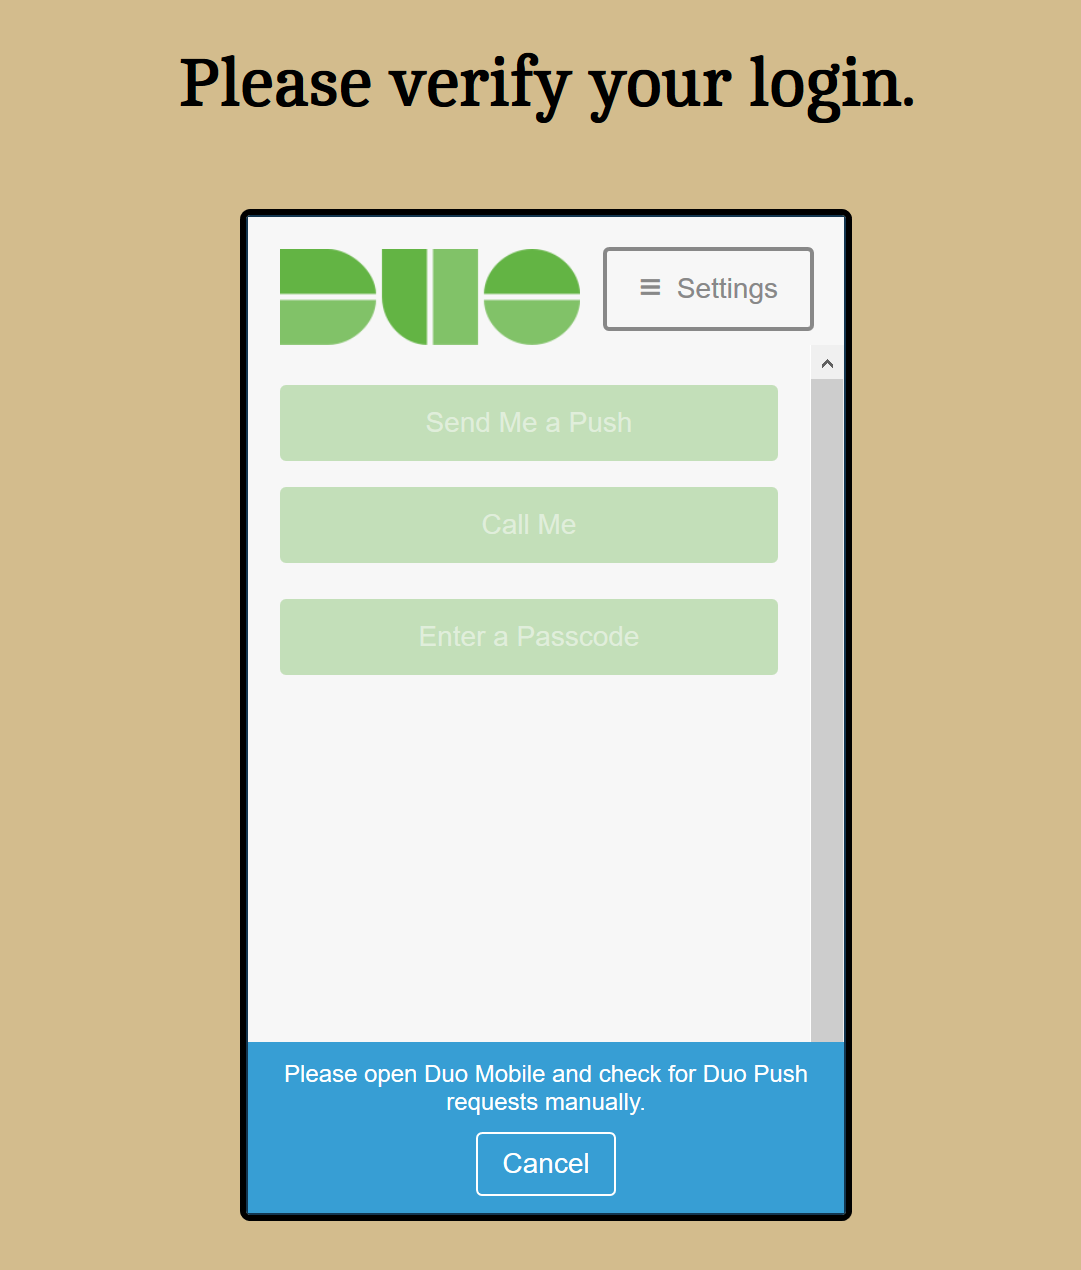 Please verify your login.
DUO
Settings
Send Me a Push
Call Me
Enter a Passcode
Please open Duo Mobile and check for Duo Push
requests manually.
Cancel